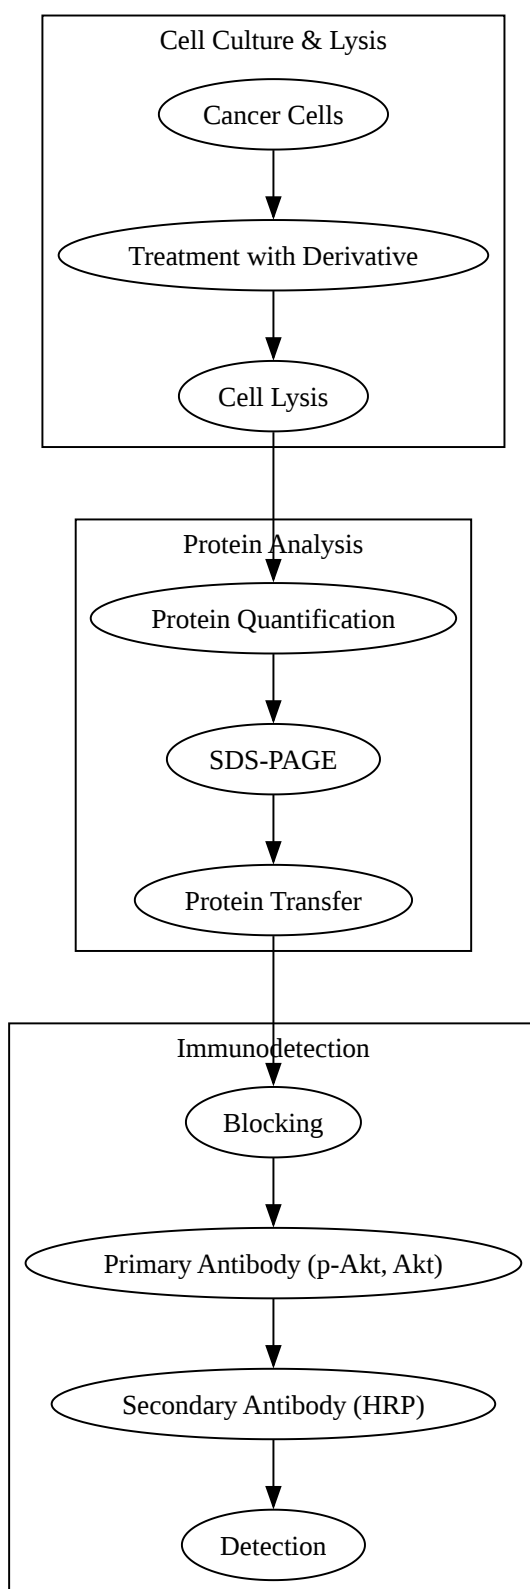 Cell Culture & Lysis
Cancer Cells
Treatment with Derivative
Cell Lysis
Protein Analysis
Protein Quantification
SDS-PAGE
Protein Transfer
Immunodetection
Blocking
Primary Antibody (p-Akt, Akt)
Secondary Antibody (HRP)
Detection